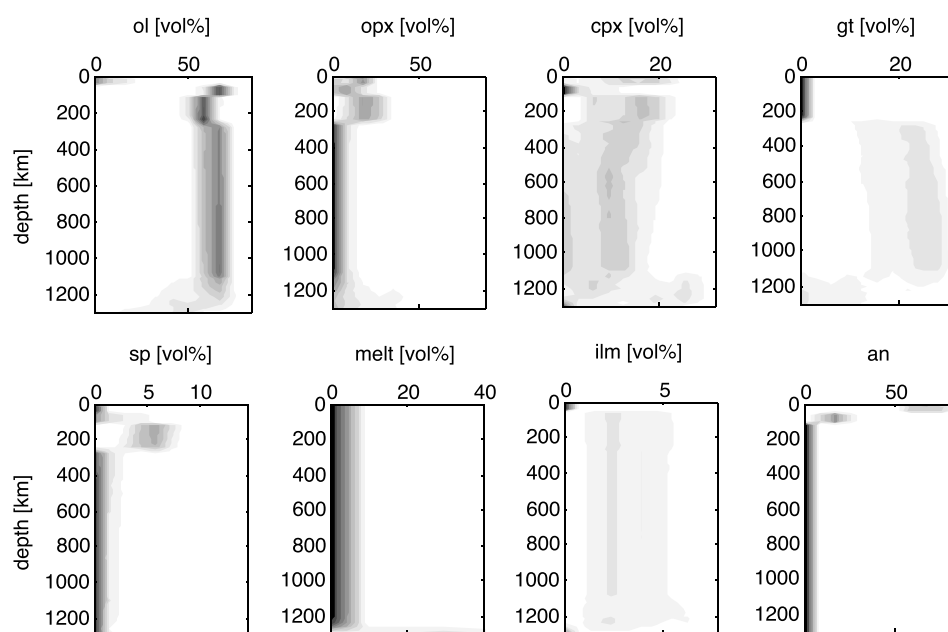 ol [vol%] opx [vol%] cpx [vol%] gt [vol%]
0 50 0 50 0 20 0 20
0 0 0 0
200 200 200 200
400 400 400 400
600 600 600 600
800 800 800 800
1000 1000 1000 1000
1200 1200 1200 1200
depth [km]
sp [vol%] melt [vol%] ilm [vol%] an
0 5 10 0 20 40 0 5 0 50
0 0 0 0
200 200 200 200
400 400 400 400
600 600 600 600
800 800 800 800
1000 1000 1000 1000
1200 1200 1200 1200
depth [km]